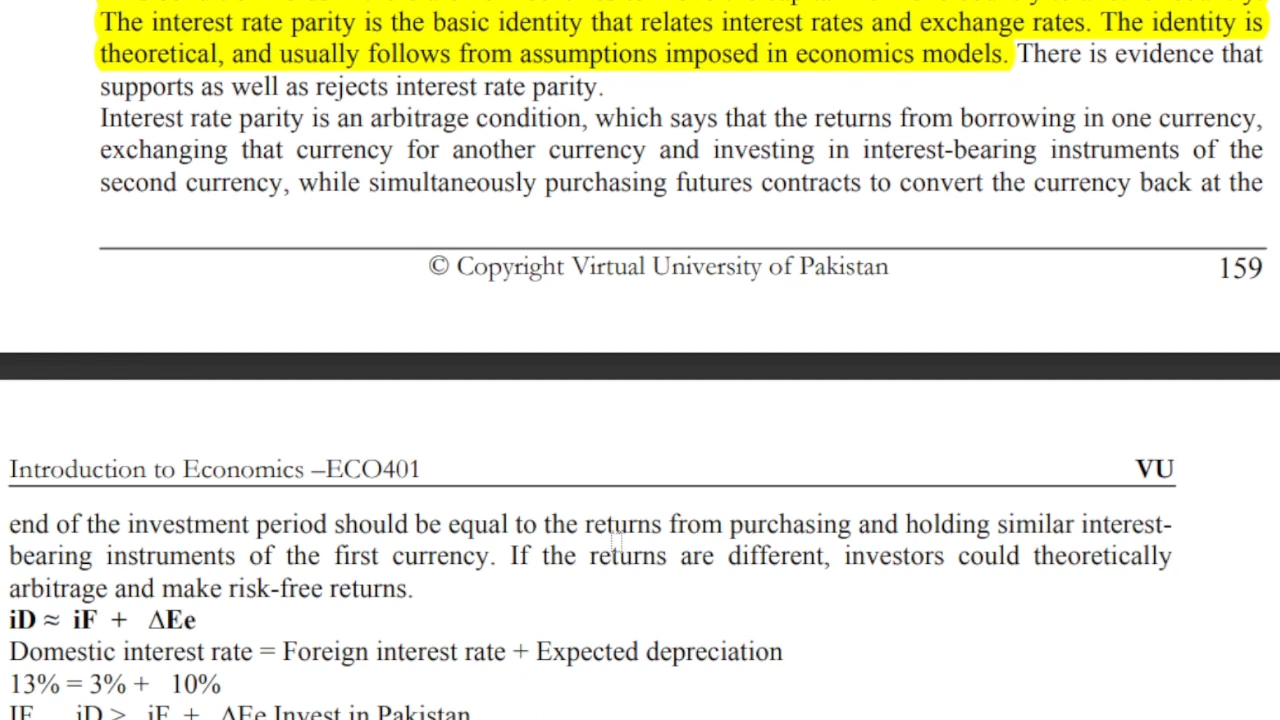 The interest rate parity is the basic identity that relates interest rates and exchange rates. The identity is
theoretical, and usually follows from assumptions imposed in economics models. There is evidence that
supports as well as rejects interest rate parity.
Interest rate parity is an arbitrage condition, which says that the returns from borrowing in one currency,
exchanging that currency for another currency and investing in interest-bearing instruments of the
second currency, while simultaneously purchasing futures contracts to convert the currency back at the
© Copyright Virtual University of Pakistan 159
Introduction to Economics –ECO401 VU
end of the investment period should be equal to the returns from purchasing and holding similar interest-
bearing instruments of the first currency. If the returns are different, investors could theoretically
arbitrage and make risk-free returns.
iD ≈ iF + ΔEe
Domestic interest rate = Foreign interest rate + Expected depreciation
13% = 3% + 10%
IF iD > iF + ΔEe Invest in Pakistan